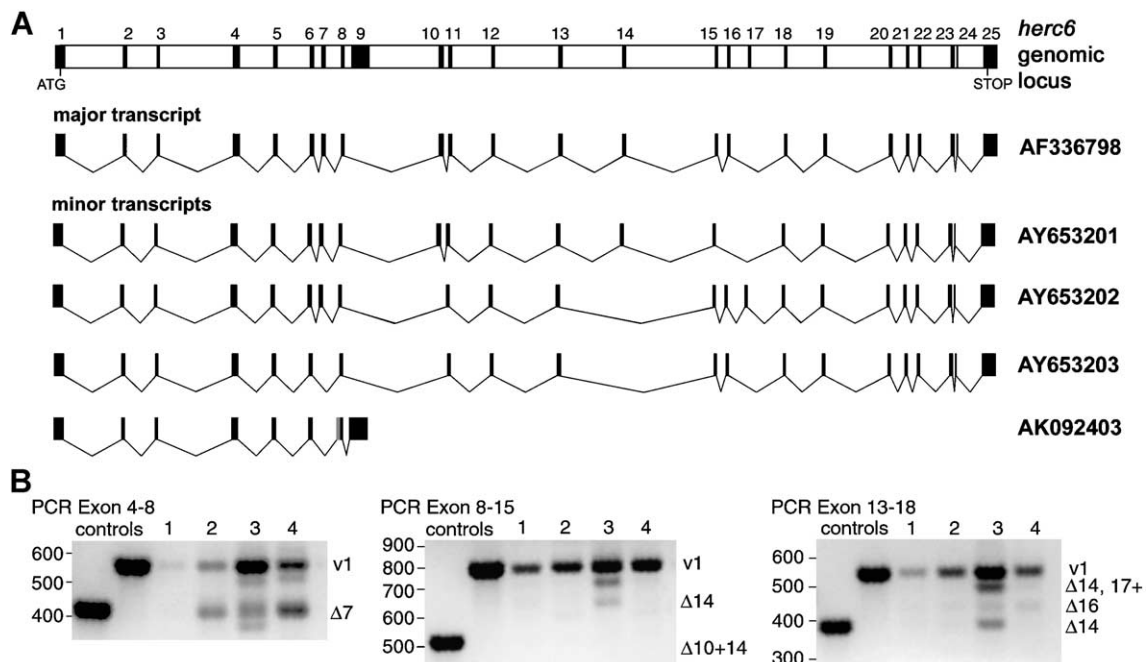 A
1 2 3 4 5 6 7 8 9 10 11 12 13 14 15 16 17 18 19 20 21 22 23 24 25
herc6
genomic
locus
ATG
STOP
major transcript
AF336798
minor transcripts
AY653201
AY653202
AY653203
AK092403
B
PCR Exon 4-8
controls 1 2 3 4
600
500
400
v1
Δ7
PCR Exon 8-15
controls 1 2 3 4
900
800
700
600
500
v1
Δ14
Δ10+14
PCR Exon 13-18
controls 1 2 3 4
600
500
400
300
v1
Δ14, 17+
Δ16
Δ14